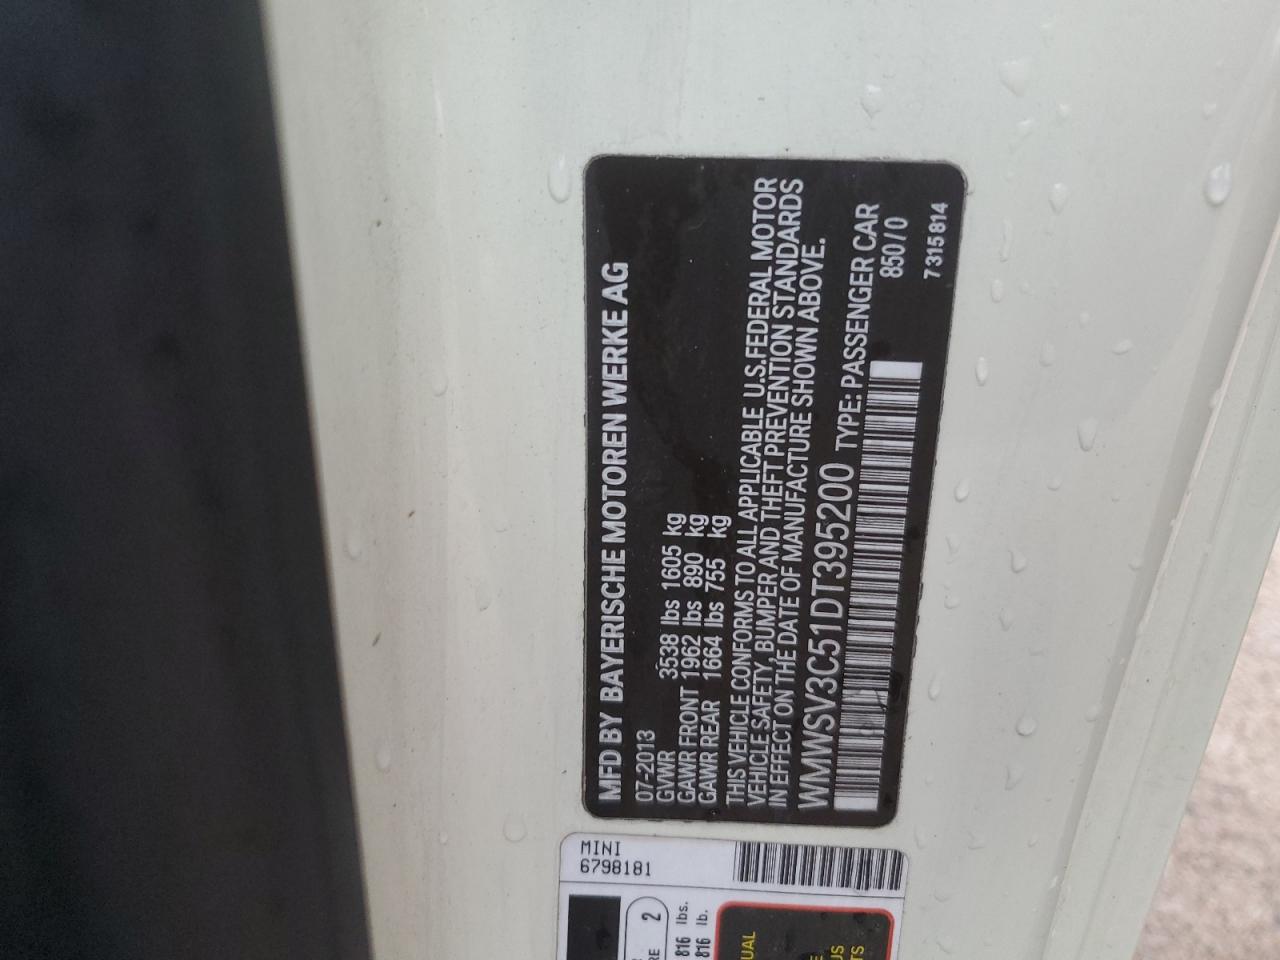 MFD BY BAYERISCHE MOTOREN WERKE AG
07-2013
GVWR 3538 lbs 1605 kg
GAWR FRONT 1962 lbs 890 kg
GAWR REAR 1664 lbs 755 kg
THIS VEHICLE CONFORMS TO ALL APPLICABLE U.S.FEDERAL MOTOR
VEHICLE SAFETY, BUMPER AND THEFT PREVENTION STANDARDS
IN EFFECT ON THE DATE OF MANUFACTURE SHOWN ABOVE.
WMWSV3C51DT395200 TYPE: PASSENGER CAR
850/0
7315814
MINI
6798181
2
816 lbs.
816 lb.